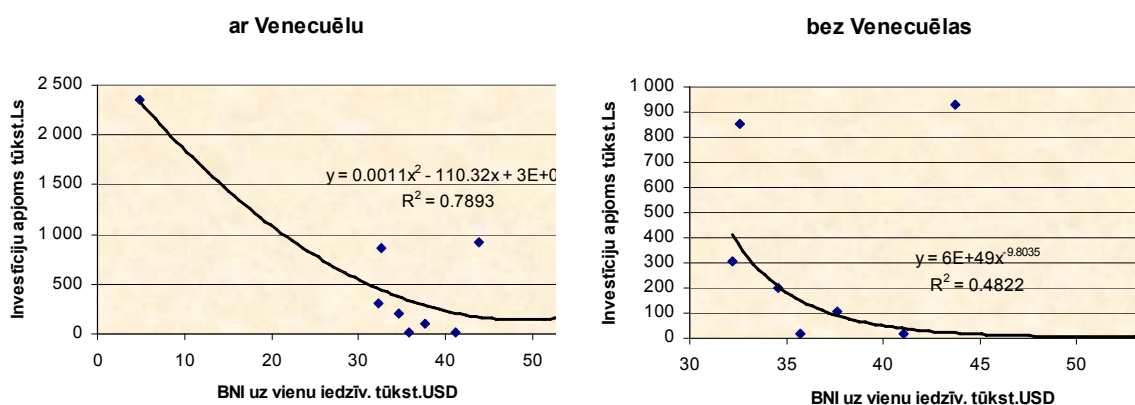 ar Venecuēlu
Investīciju apjoms tūkst.Ls
2 500
2 000
1 500
1 000
500
0
y = 0.0011x² - 110.32x + 3E+0
R² = 0.7893
0 10 20 30 40 50
BNI uz vienu iedzīv. tūkst.USD
bez Venecuēlas
Investīciju apjoms tūkst.Ls
1 000
900
800
700
600
500
400
300
200
100
0
y = 6E+49x⁻⁹·⁸⁰³⁵
R² = 0.4822
30 35 40 45 50
BNI uz vienu iedzīv. tūkst.USD